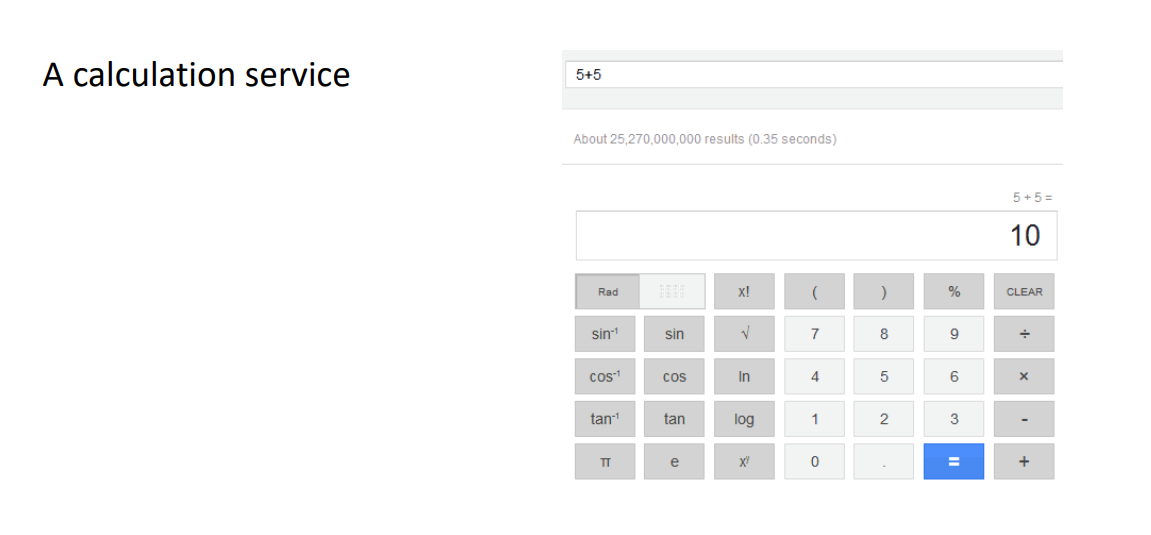 A calculation service
5+5
About 25,270,000,000 results (0.35 seconds)
5 + 5 =
10
Rad x! ( ) % CLEAR
sin⁻¹ sin √ 7 8 9 ÷
cos⁻¹ cos ln 4 5 6 ×
tan⁻¹ tan log 1 2 3 -
π e xʸ 0 . = +